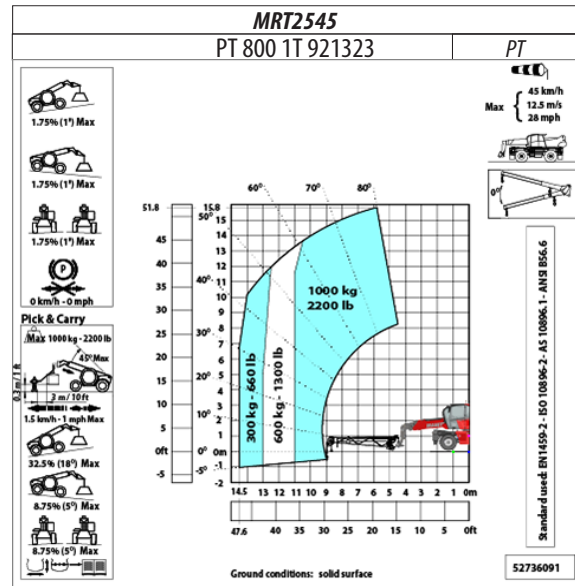 MRT2545
PT 800 1T 921323
PT
1.75% (1°) Max
1.75% (1°) Max
1.75% (1°) Max
P
0 km/h - 0 mph
Pick & Carry
Max 1000 kg - 2200 lb
45° Max
0.3 m / 1 ft
3 m / 10 ft
1.5 km/h - 1 mph Max
32.5% (18°) Max
8.75% (5°) Max
8.75% (5°) Max
Max
45 km/h
12.5 m/s
28 mph
0°
60°
70°
80°
51.8
15.8
50°
15
45
14
13
40
12
11
35
40°
10
30
9
8
30°
25
7
6
20
20°
5
15
4
3
10
10°
2
5
1
0ft
0°
0m
-1
-5
-5°
-2
1000 kg
2200 lb
600 kg - 1300 lb
300 kg - 660 lb
14.5 13 12 11 10 9 8 7 6 5 4 3 2 1 0m
47.6 40 35 30 25 20 15 10 5 0ft
Ground conditions: solid surface
Standard used: EN1459-2 - ISO 10896-2 - AS 10896.1 - ANSI B56.6
52736091